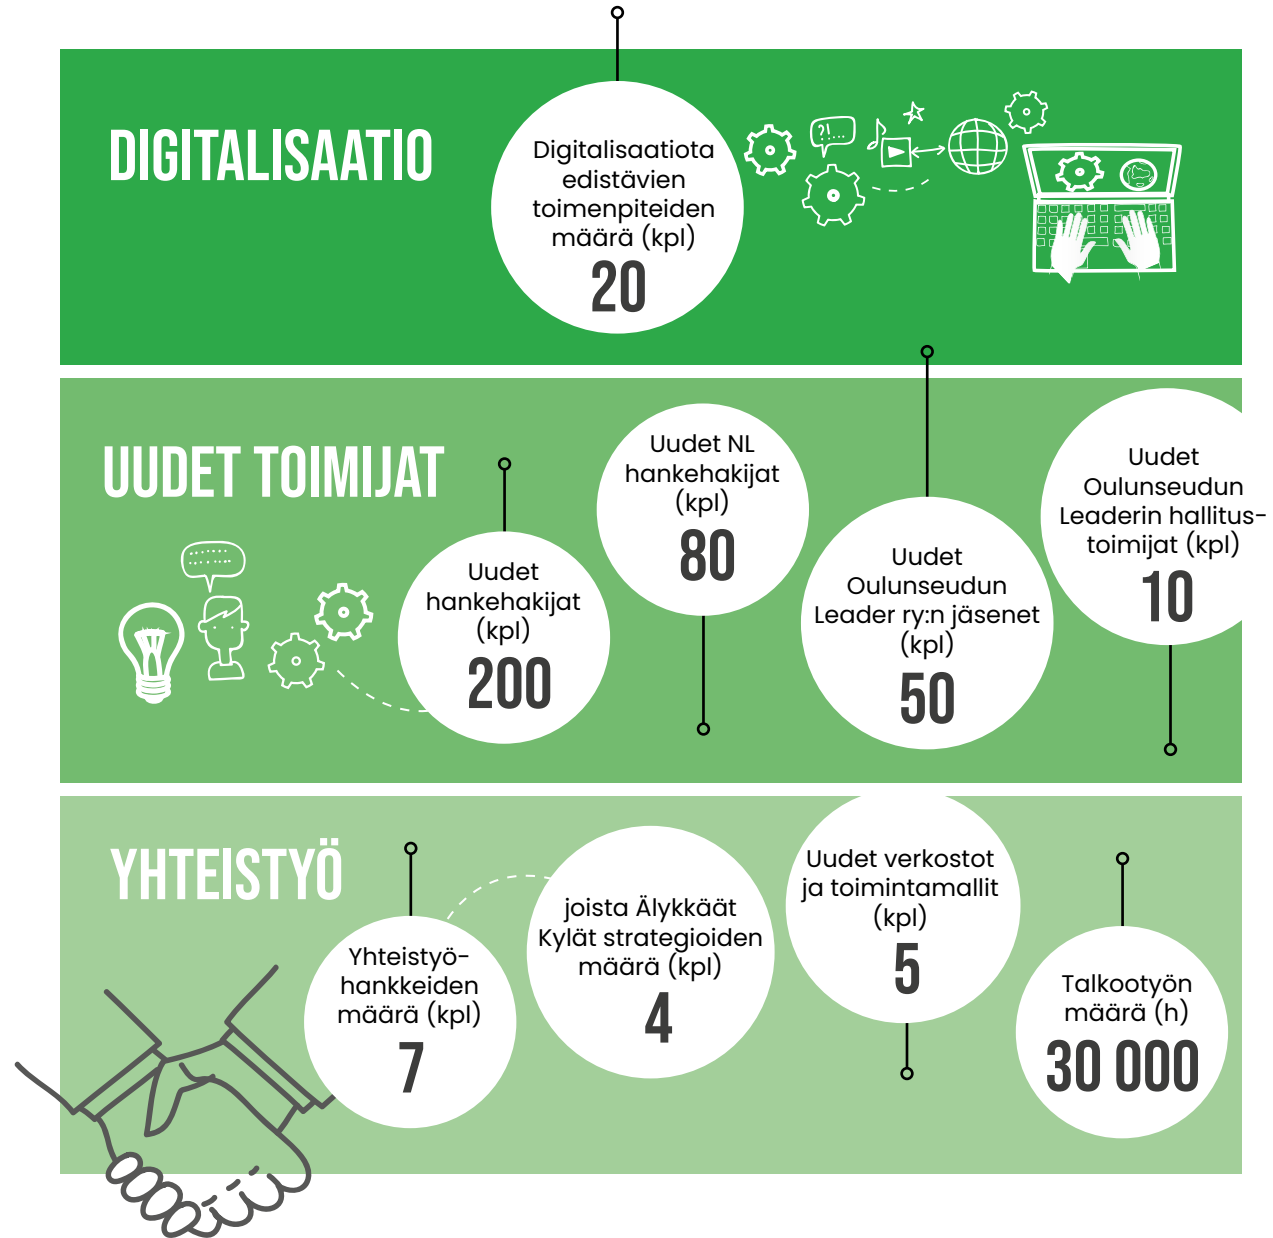 DIGITALISAATIO
Digitalisaatiota
edistävien
toimenpiteiden
määrä (kpl)
20
?!...
UUDET TOIMIJAT
Uudet
hankehakijat
(kpl)
200
Uudet NL
hankehakijat
(kpl)
80
Uudet
Oulunseudun
Leader ry:n jäsenet
(kpl)
50
Uudet
Oulunseudun
Leaderin hallitus-
toimijat (kpl)
10
YHTEISTYÖ
Yhteistyö-
hankkeiden
määrä (kpl)
7
joista Älykkäät
Kylät strategioiden
määrä (kpl)
4
Uudet verkostot
ja toimintamallit
(kpl)
5
Talkootyön
määrä (h)
30 000